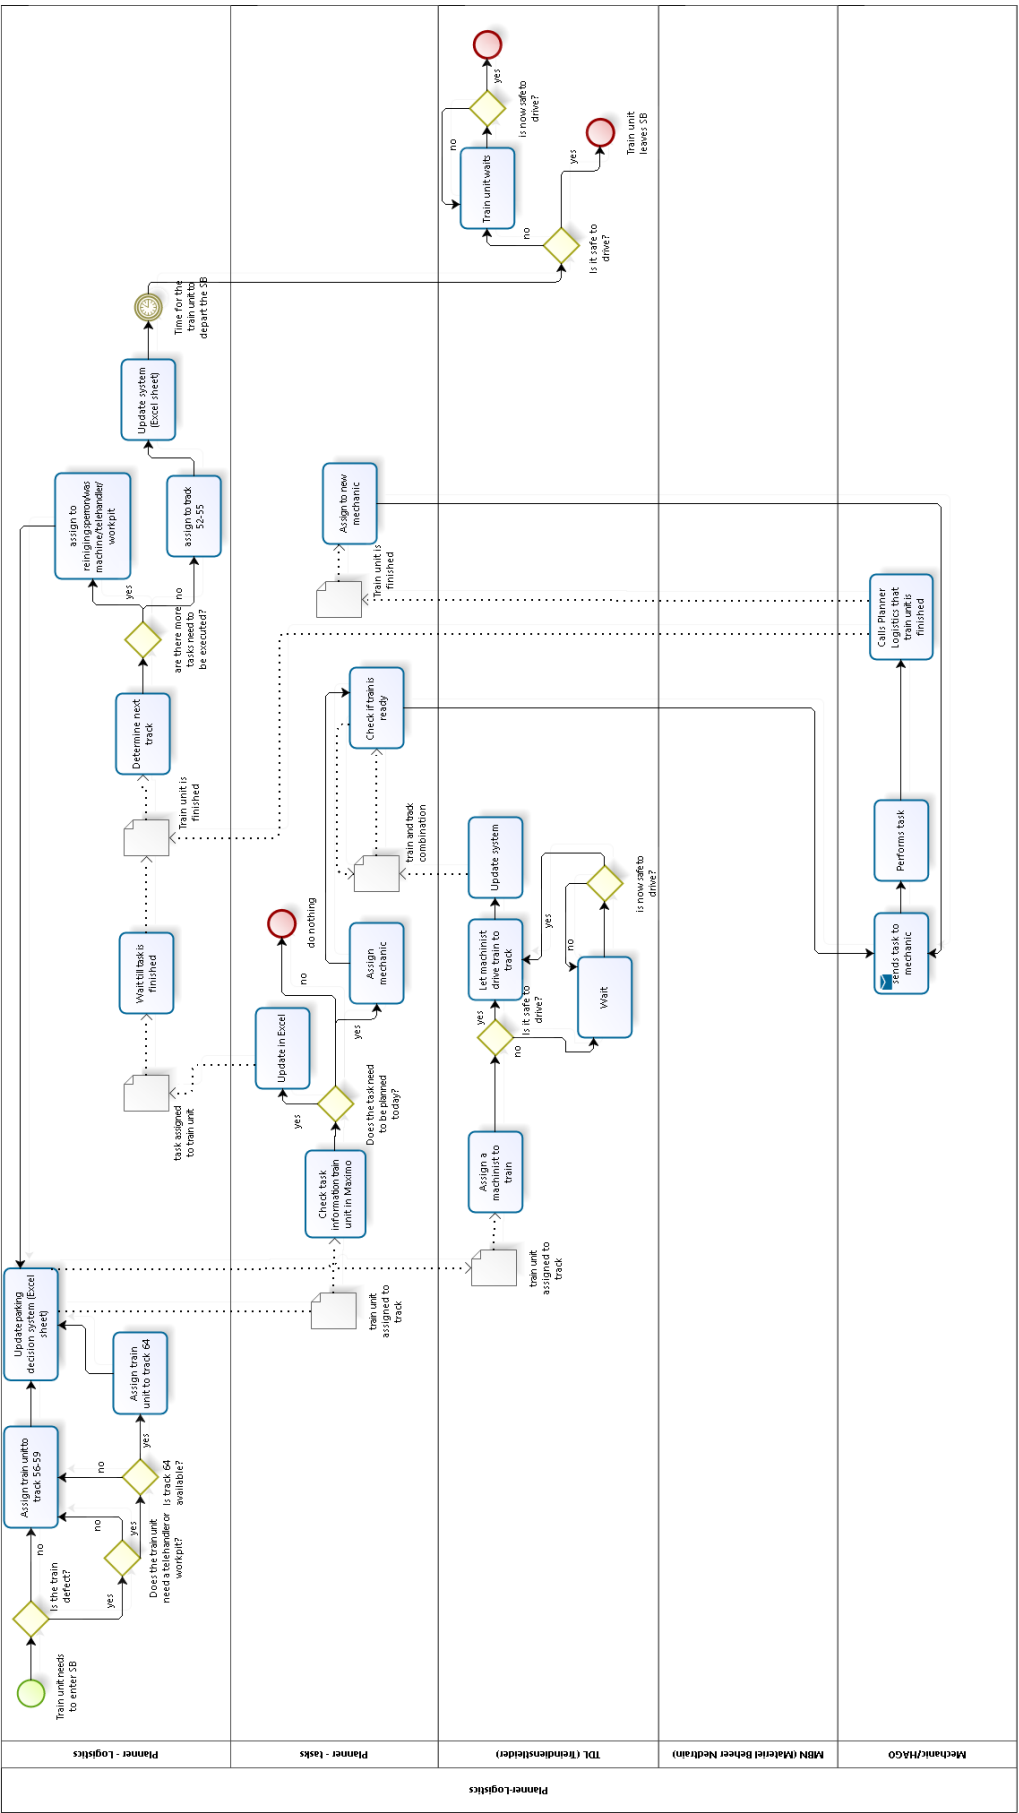 Planner-Logistics
Planner - Logistics
Planner - tasks
TDL (Treindienstleider)
MBN (Materiel Beheer Nedtrain)
Mechanic/HAGO
Train unit needs
to enter SB
Is the train
defect?
no
yes
Does the train unit
need a telehandler or
workpit?
no
yes
Is track 64
available?
no
yes
Assign train unit to
track 56-59
Assign train
unit to track 64
Update parking
decision system (Excel
sheet)
task assigned
to train unit
Wait till task is
finished
Train unit is
finished
Determine next
track
are there more
tasks need to
be executed?
yes
no
assign to
reinigingsperron/was
machine/telehandler/
workpit
assign to track
52-55
Update system
(Excel sheet)
Time for the
train unit to
depart the SB
train unit
assigned to
track
Check task
information train
unit in Maximo
Does the task need
to be planned
today?
yes
Update in Excel
no
do nothing
yes
Assign
mechanic
train and track
combination
Check if train is
ready
Train unit is
finished
Assign to new
mechanic
train unit
assigned to
track
Assign a
machinist to
train
Is it safe to
drive?
yes
no
Let machinist
drive train to
track
Wait
is now safe to
drive?
no
yes
Update system
Is it safe to
drive?
no
yes
Train unit waits
is now safe to
drive?
no
yes
Train unit
leaves SB
sends task to
mechanic
Performs task
Calls Planner
Logistics that
train unit is
finished